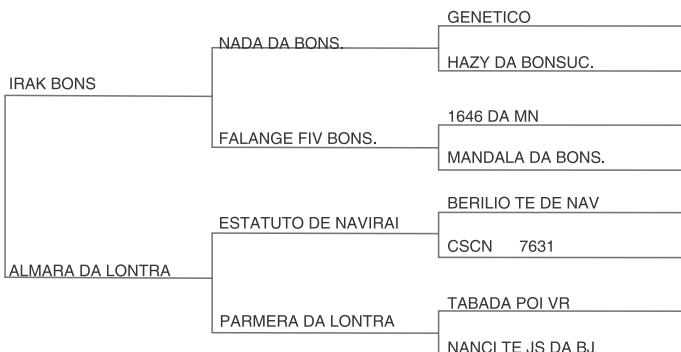 GENETICO
NADA DA BONS.
HAZY DA BONSUC.
IRAK BONS
1646 DA MN
FALANGE FIV BONS.
MANDALA DA BONS.
BERILIO TE DE NAV
ESTATUTO DE NAVIRAI
CSCN 7631
ALMARA DA LONTRA
TABADA POI VR
PARMERA DA LONTRA
NANCI TE JS DA BJ